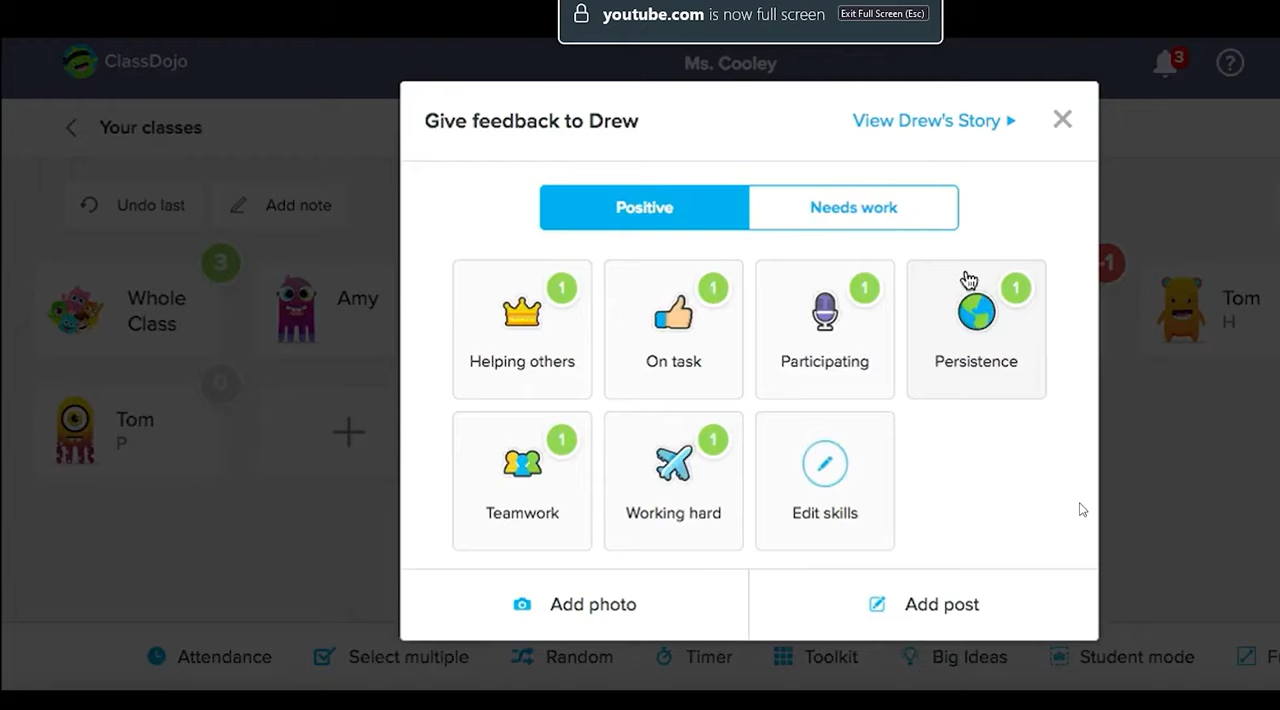 youtube.com is now full screen Exit Full Screen (Esc)
ClassDojo
Ms. Cooley
3
?
Your classes
Give feedback to Drew
View Drew's Story
Undo last
Add note
Positive
Needs work
3
Whole
Class
Amy
-1
Tom
H
1
Helping others
1
On task
1
Participating
1
Persistence
0
Tom
P
1
Teamwork
1
Working hard
Edit skills
Add photo
Add post
Attendance
Select multiple
Random
Timer
Toolkit
Big Ideas
Student mode